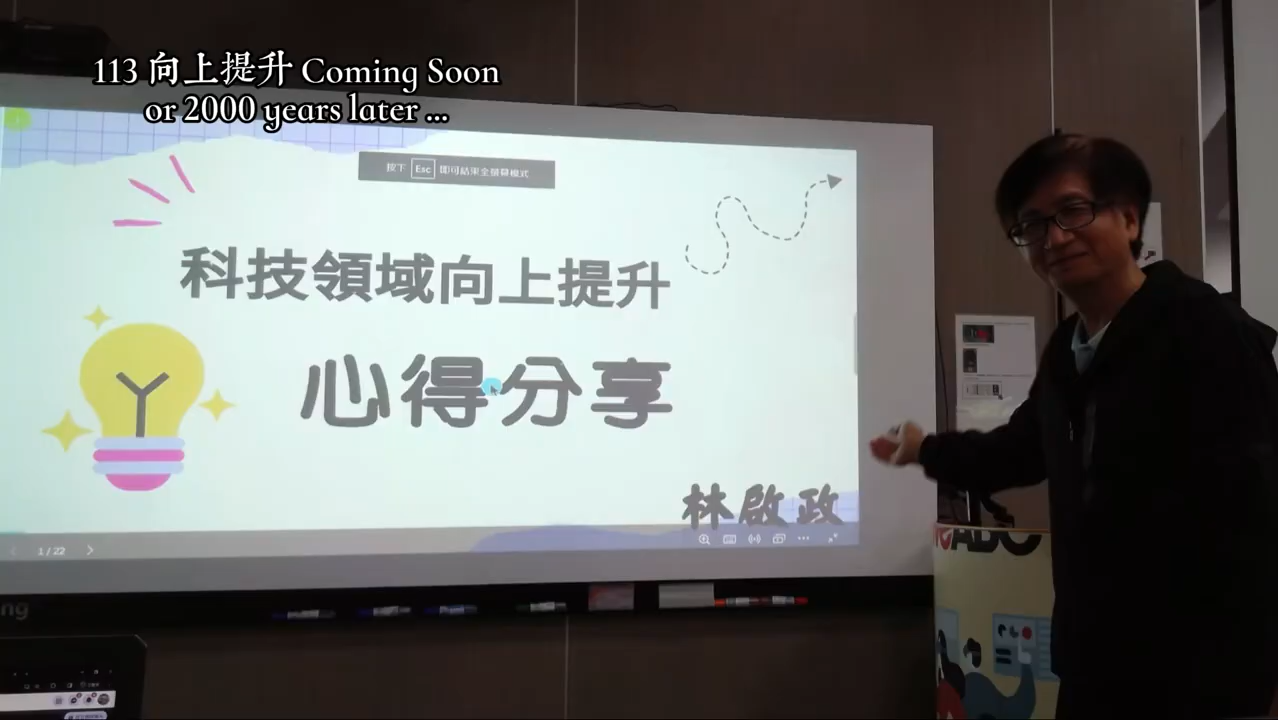 113 向上提升 Coming Soon
or 2000 years later ...
按下 Esc 即可結束全螢幕模式
科技領域向上提升
心得分享
林啟政
1 / 22
ng
ABC